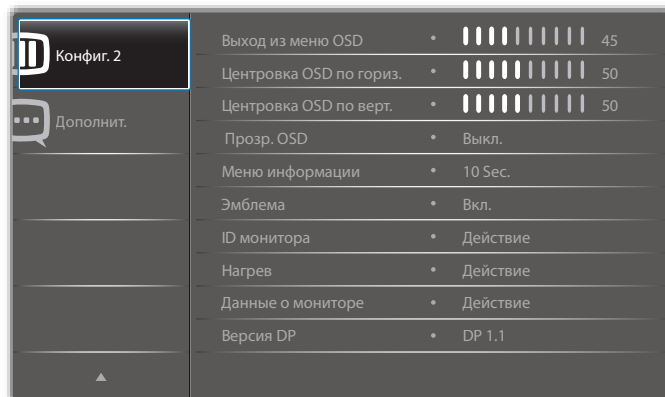 Конфиг. 2
Дополнит.
Выход из меню OSD • 45
Центровка OSD по гориз. • 50
Центровка OSD по верт. • 50
Прозр. OSD • Выкл.
Меню информации • 10 Sec.
Эмблема • Вкл.
ID монитора • Действие
Нагрев • Действие
Данные о мониторе • Действие
Версия DP • DP 1.1